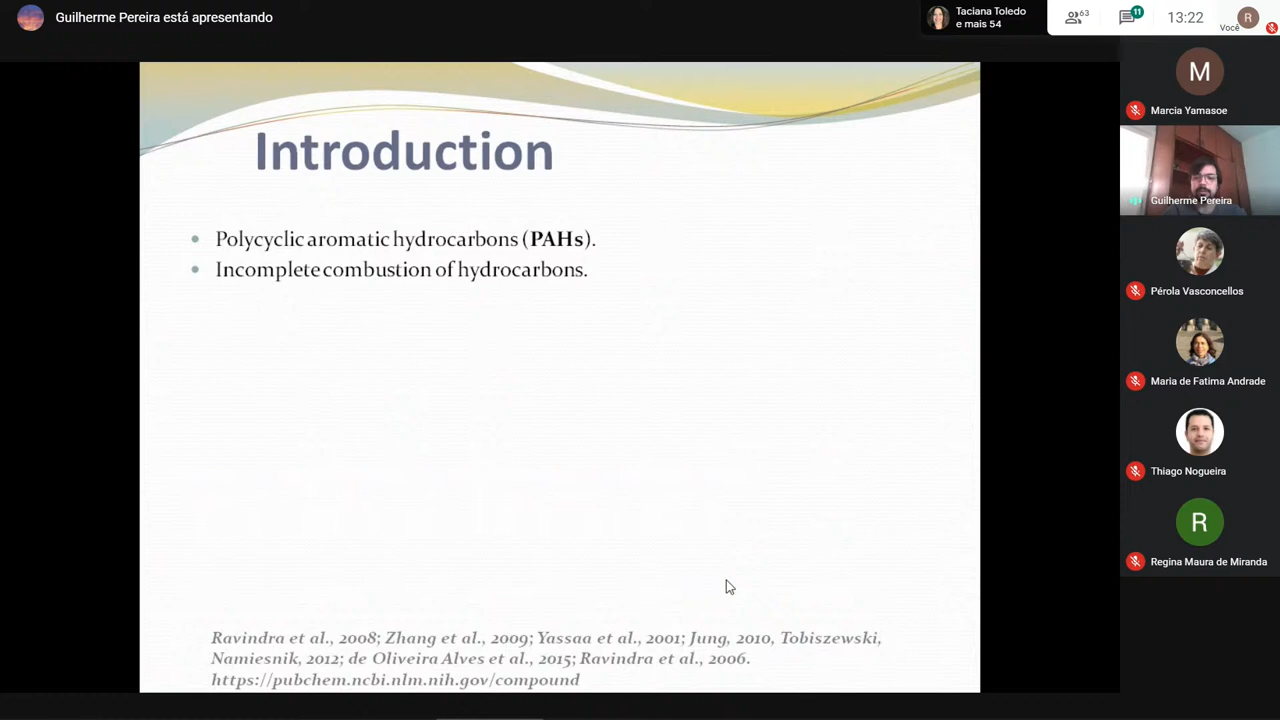 Guilherme Pereira está apresentando
Taciana Toledo
e mais 54
63
11
13:22
Você
R
Introduction
Polycyclic aromatic hydrocarbons (PAHs).
Incomplete combustion of hydrocarbons.
Ravindra et al., 2008; Zhang et al., 2009; Yassaa et al., 2001; Jung, 2010, Tobiszewski,
Namiesnik, 2012; de Oliveira Alves et al., 2015; Ravindra et al., 2006.
https://pubchem.ncbi.nlm.nih.gov/compound
M
Marcia Yamasoe
Guilherme Pereira
Pérola Vasconcellos
Maria de Fatima Andrade
Thiago Nogueira
R
Regina Maura de Miranda